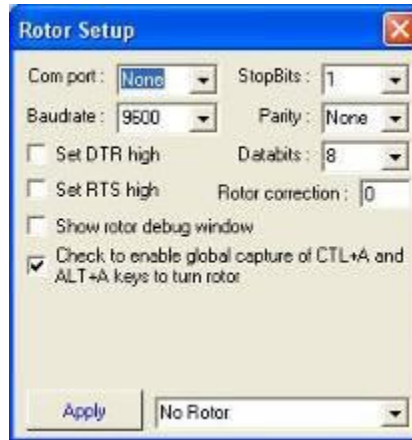 Rotor Setup
Com port : None StopBits : 1
Baudrate : 9600 Parity : None
Set DTR high Databits : 8
Set RTS high Rotor correction : 0
Show rotor debug window
Check to enable global capture of CTL+A and
ALT+A keys to turn rotor
Apply No Rotor